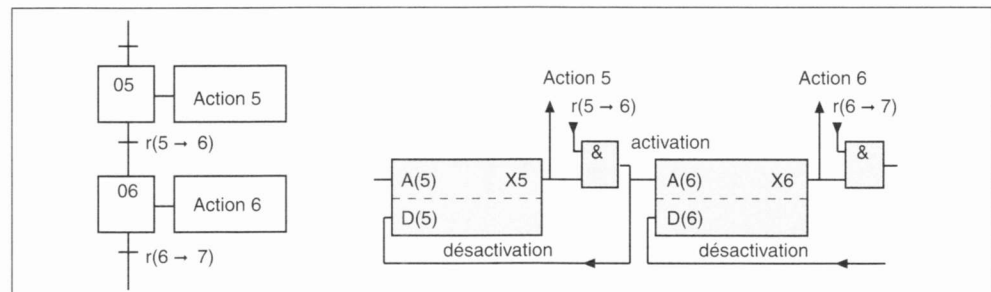 05
Action 5
r(5 → 6)
06
Action 6
r(6 → 7)
Action 5
r(5 → 6)
&
activation
A(5) X5
D(5)
désactivation
Action 6
r(6 → 7)
&
A(6) X6
D(6)
désactivation